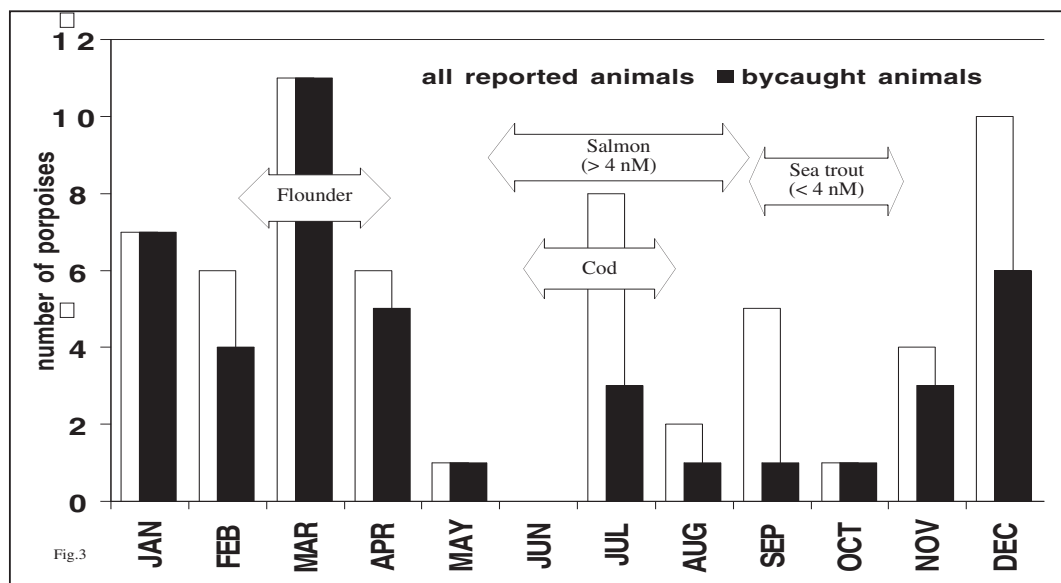 12
all reported animals bycaught animals
10
Salmon
(> 4 nM)
Sea trout
(< 4 nM)
Flounder
8
Cod
6
4
2
0
number of porpoises
JAN FEB MAR APR MAY JUN JUL AUG SEP OCT NOV DEC
Fig.3